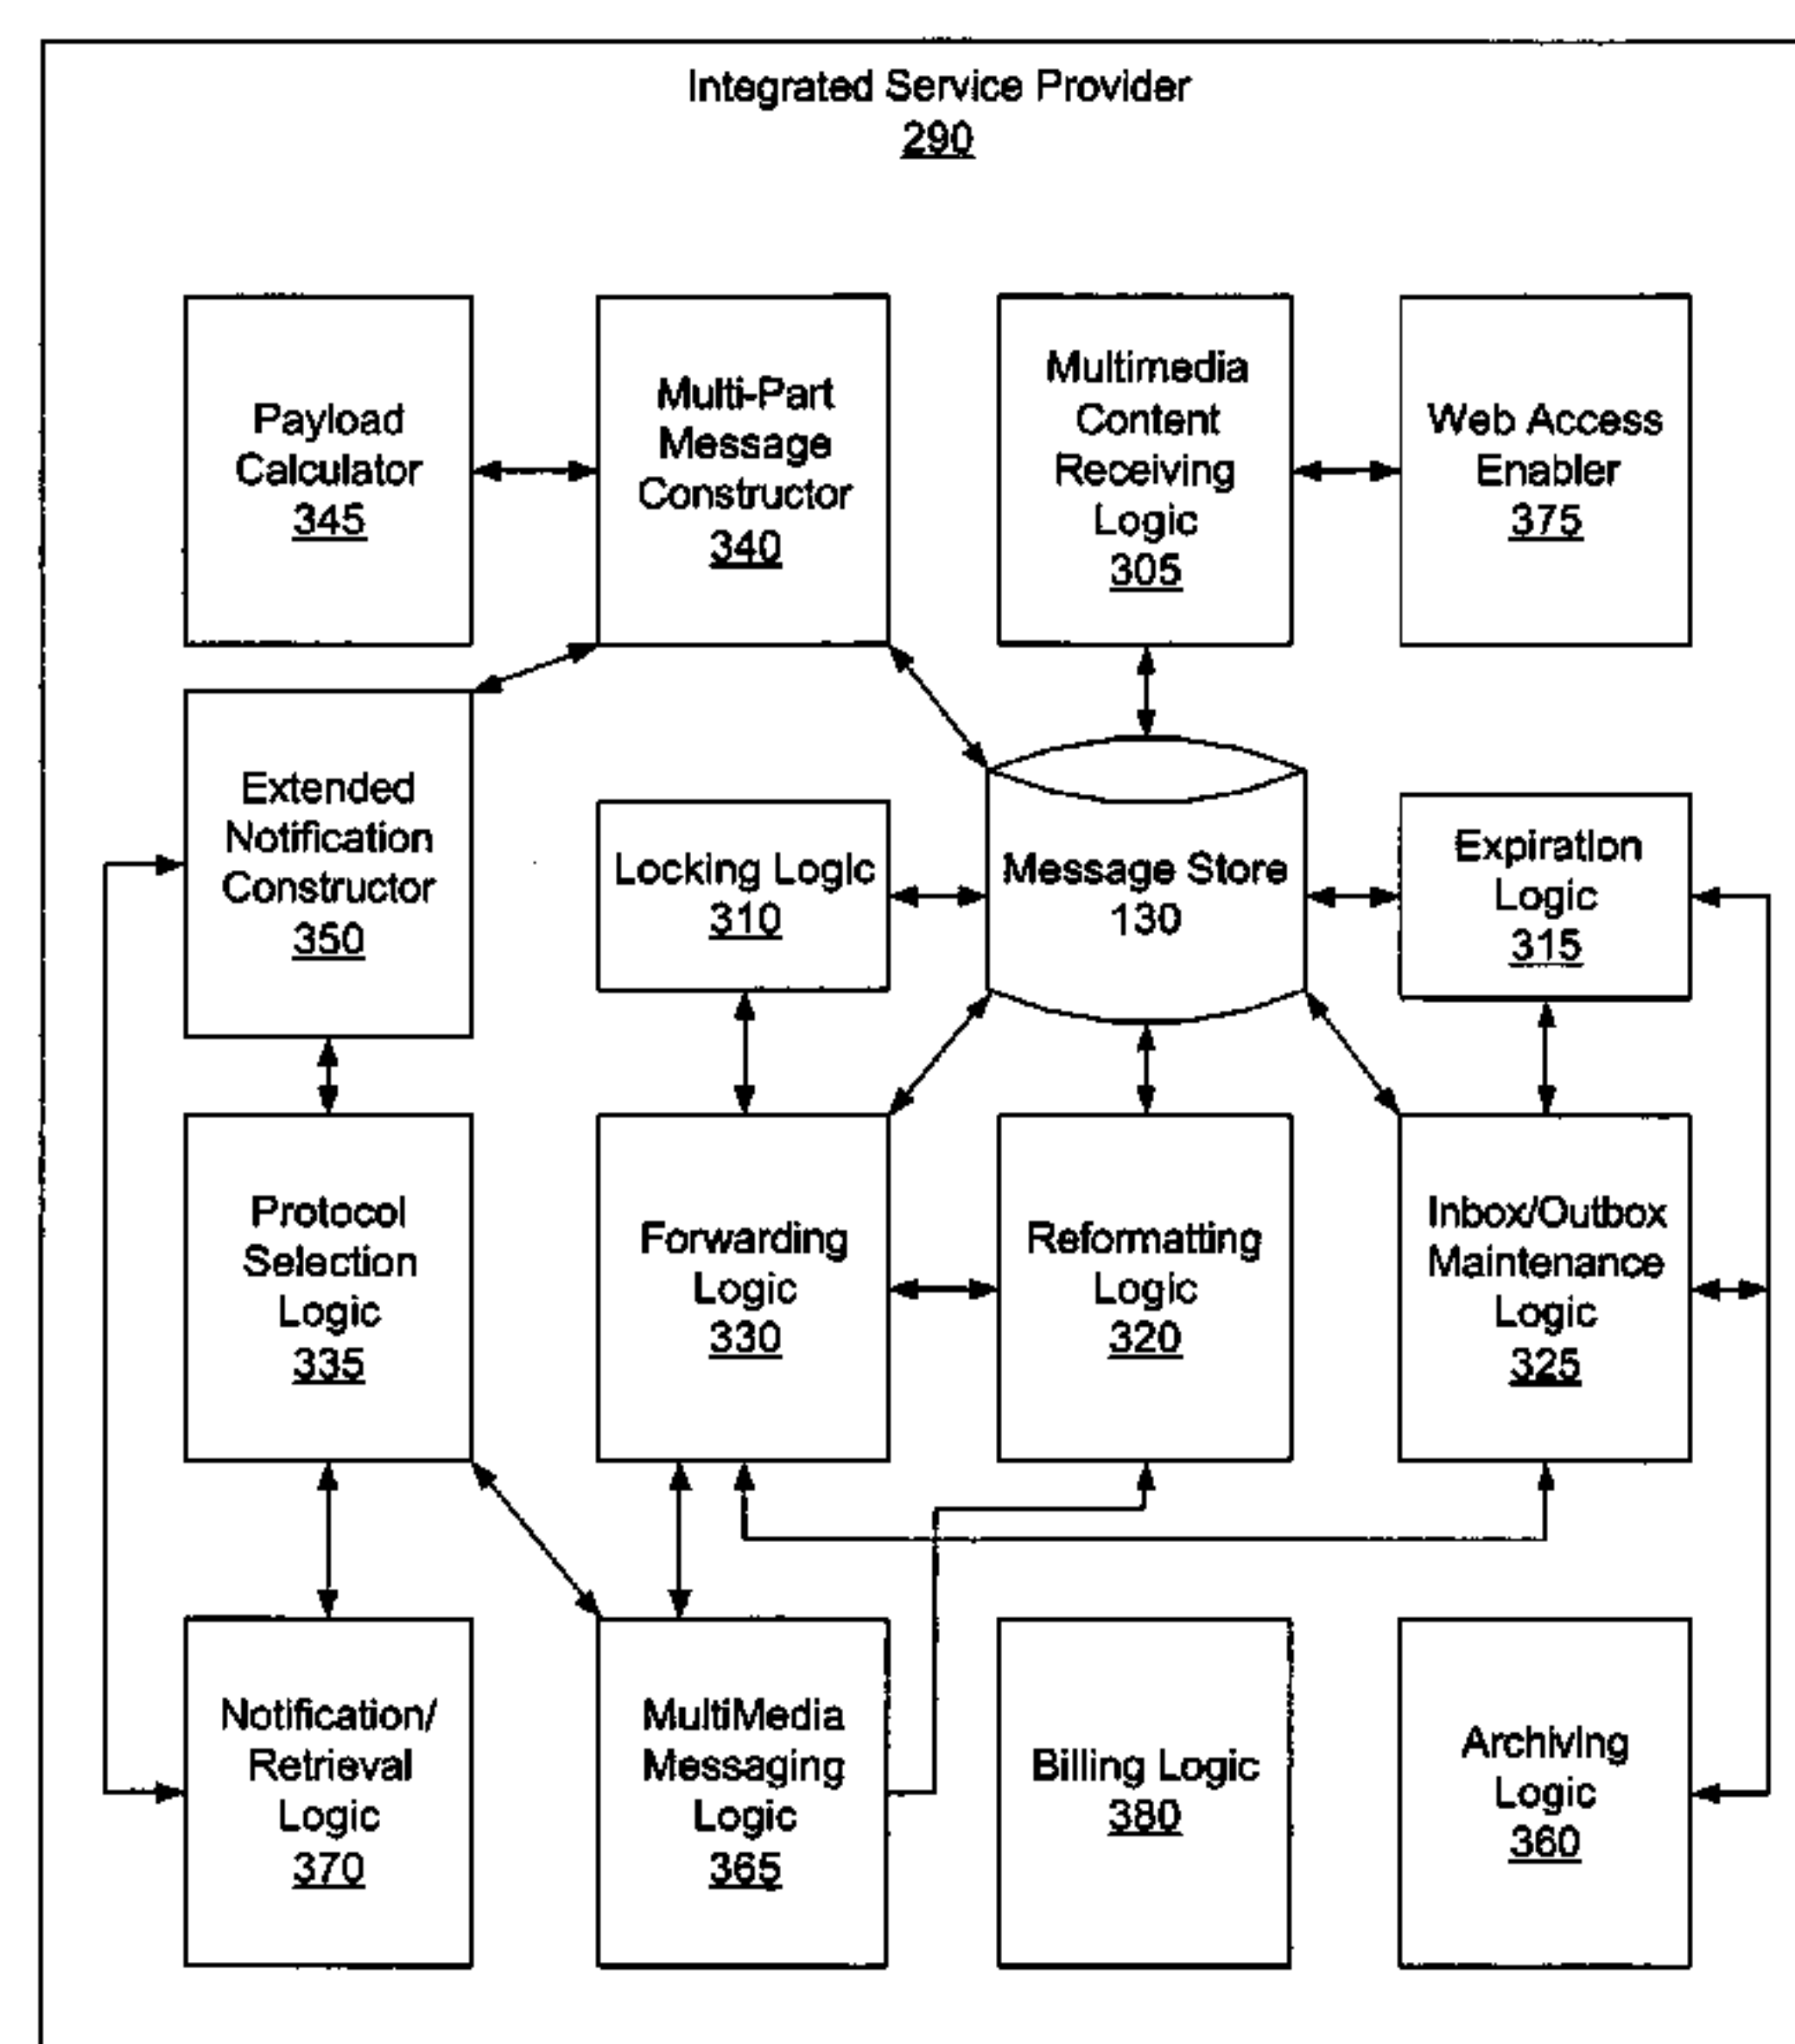 Integrated Service Provider
290
Payload
Calculator
345
Multi-Part
Message
Constructor
340
Multimedia
Content
Receiving
Logic
305
Web Access
Enabler
375
Extended
Notification
Constructor
350
Locking Logic
310
Message Store
130
Expiration
Logic
315
Protocol
Selection
Logic
335
Forwarding
Logic
330
Reformatting
Logic
320
Inbox/Outbox
Maintenance
Logic
325
Notification/
Retrieval
Logic
370
MultiMedia
Messaging
Logic
365
Billing Logic
380
Archiving
Logic
360